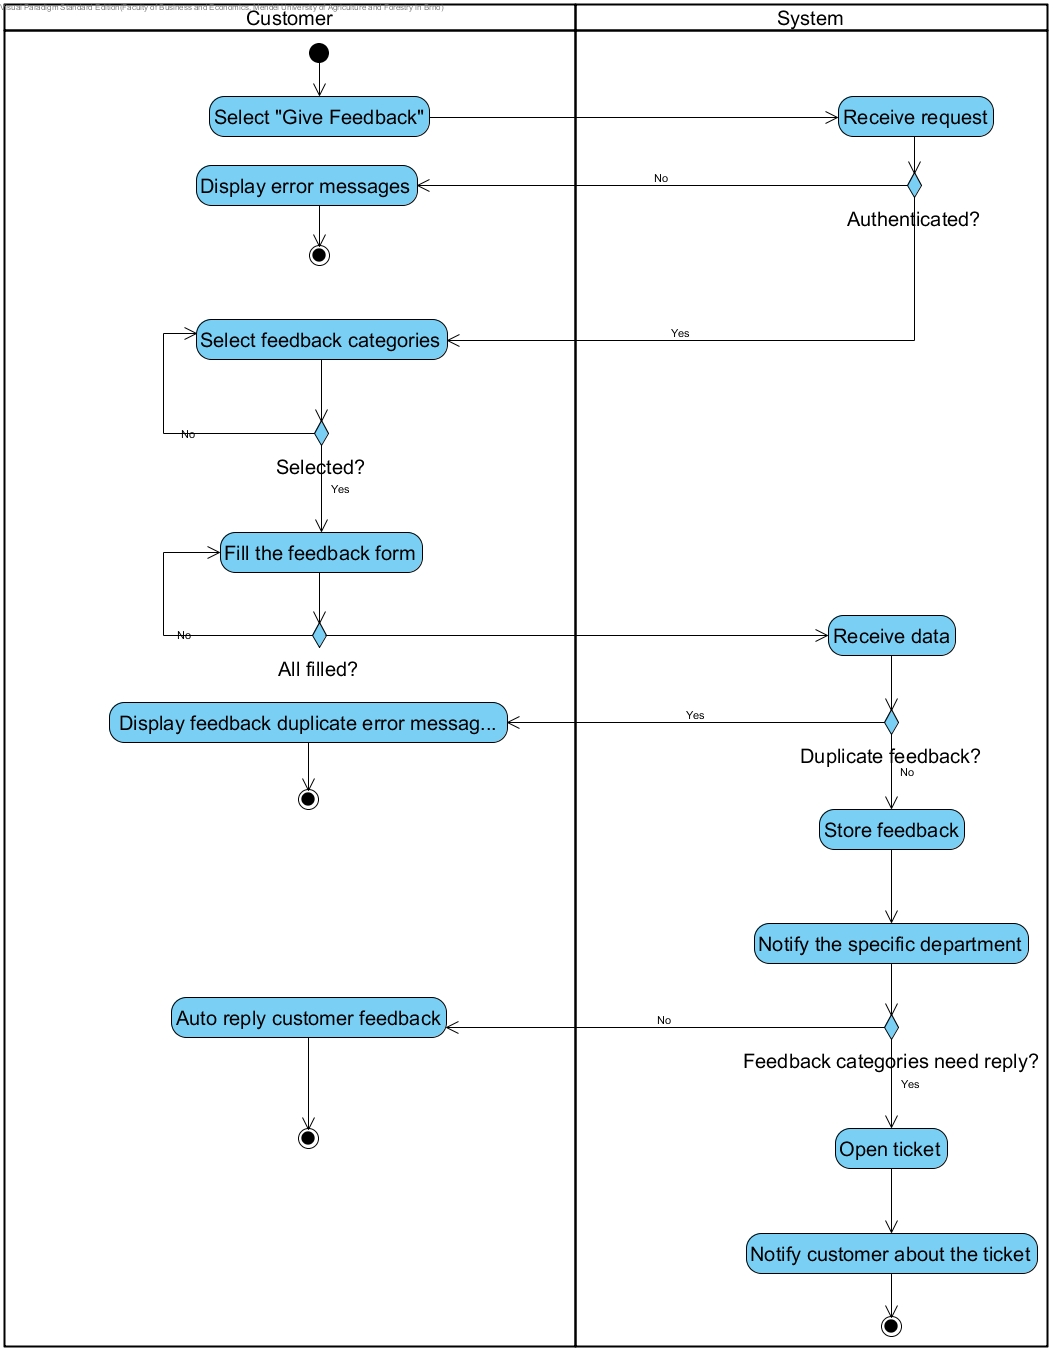 Visual Paradigm Standard Edition(Faculty of Business and Economics, Mendel University of Agriculture and Forestry in Brno)
Customer
System
Select "Give Feedback"
Receive request
Display error messages
No
Authenticated?
Select feedback categories
Yes
No
Selected?
Yes
Fill the feedback form
No
Receive data
All filled?
Display feedback duplicate error messag...
Yes
Duplicate feedback?
No
Store feedback
Notify the specific department
Auto reply customer feedback
No
Feedback categories need reply?
Yes
Open ticket
Notify customer about the ticket